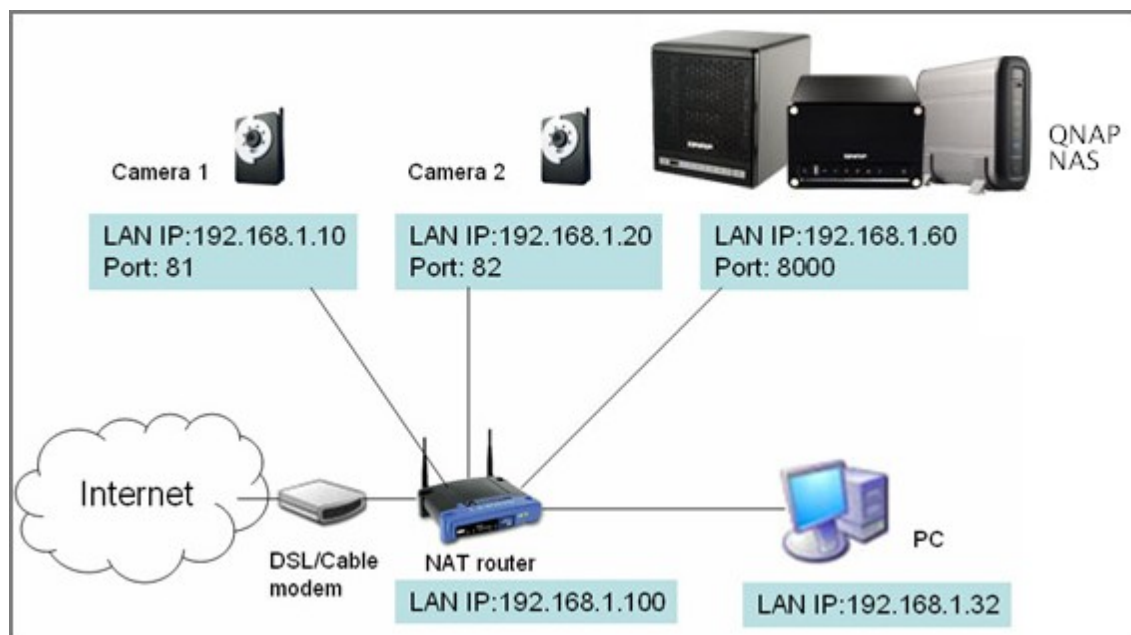 Camera 1
Camera 2
QNAP
NAS
QNAP
LAN IP:192.168.1.10
Port: 81
LAN IP:192.168.1.20
Port: 82
LAN IP:192.168.1.60
Port: 8000
Internet
DSL/Cable
modem
NAT router
PC
LAN IP:192.168.1.100
LAN IP:192.168.1.32